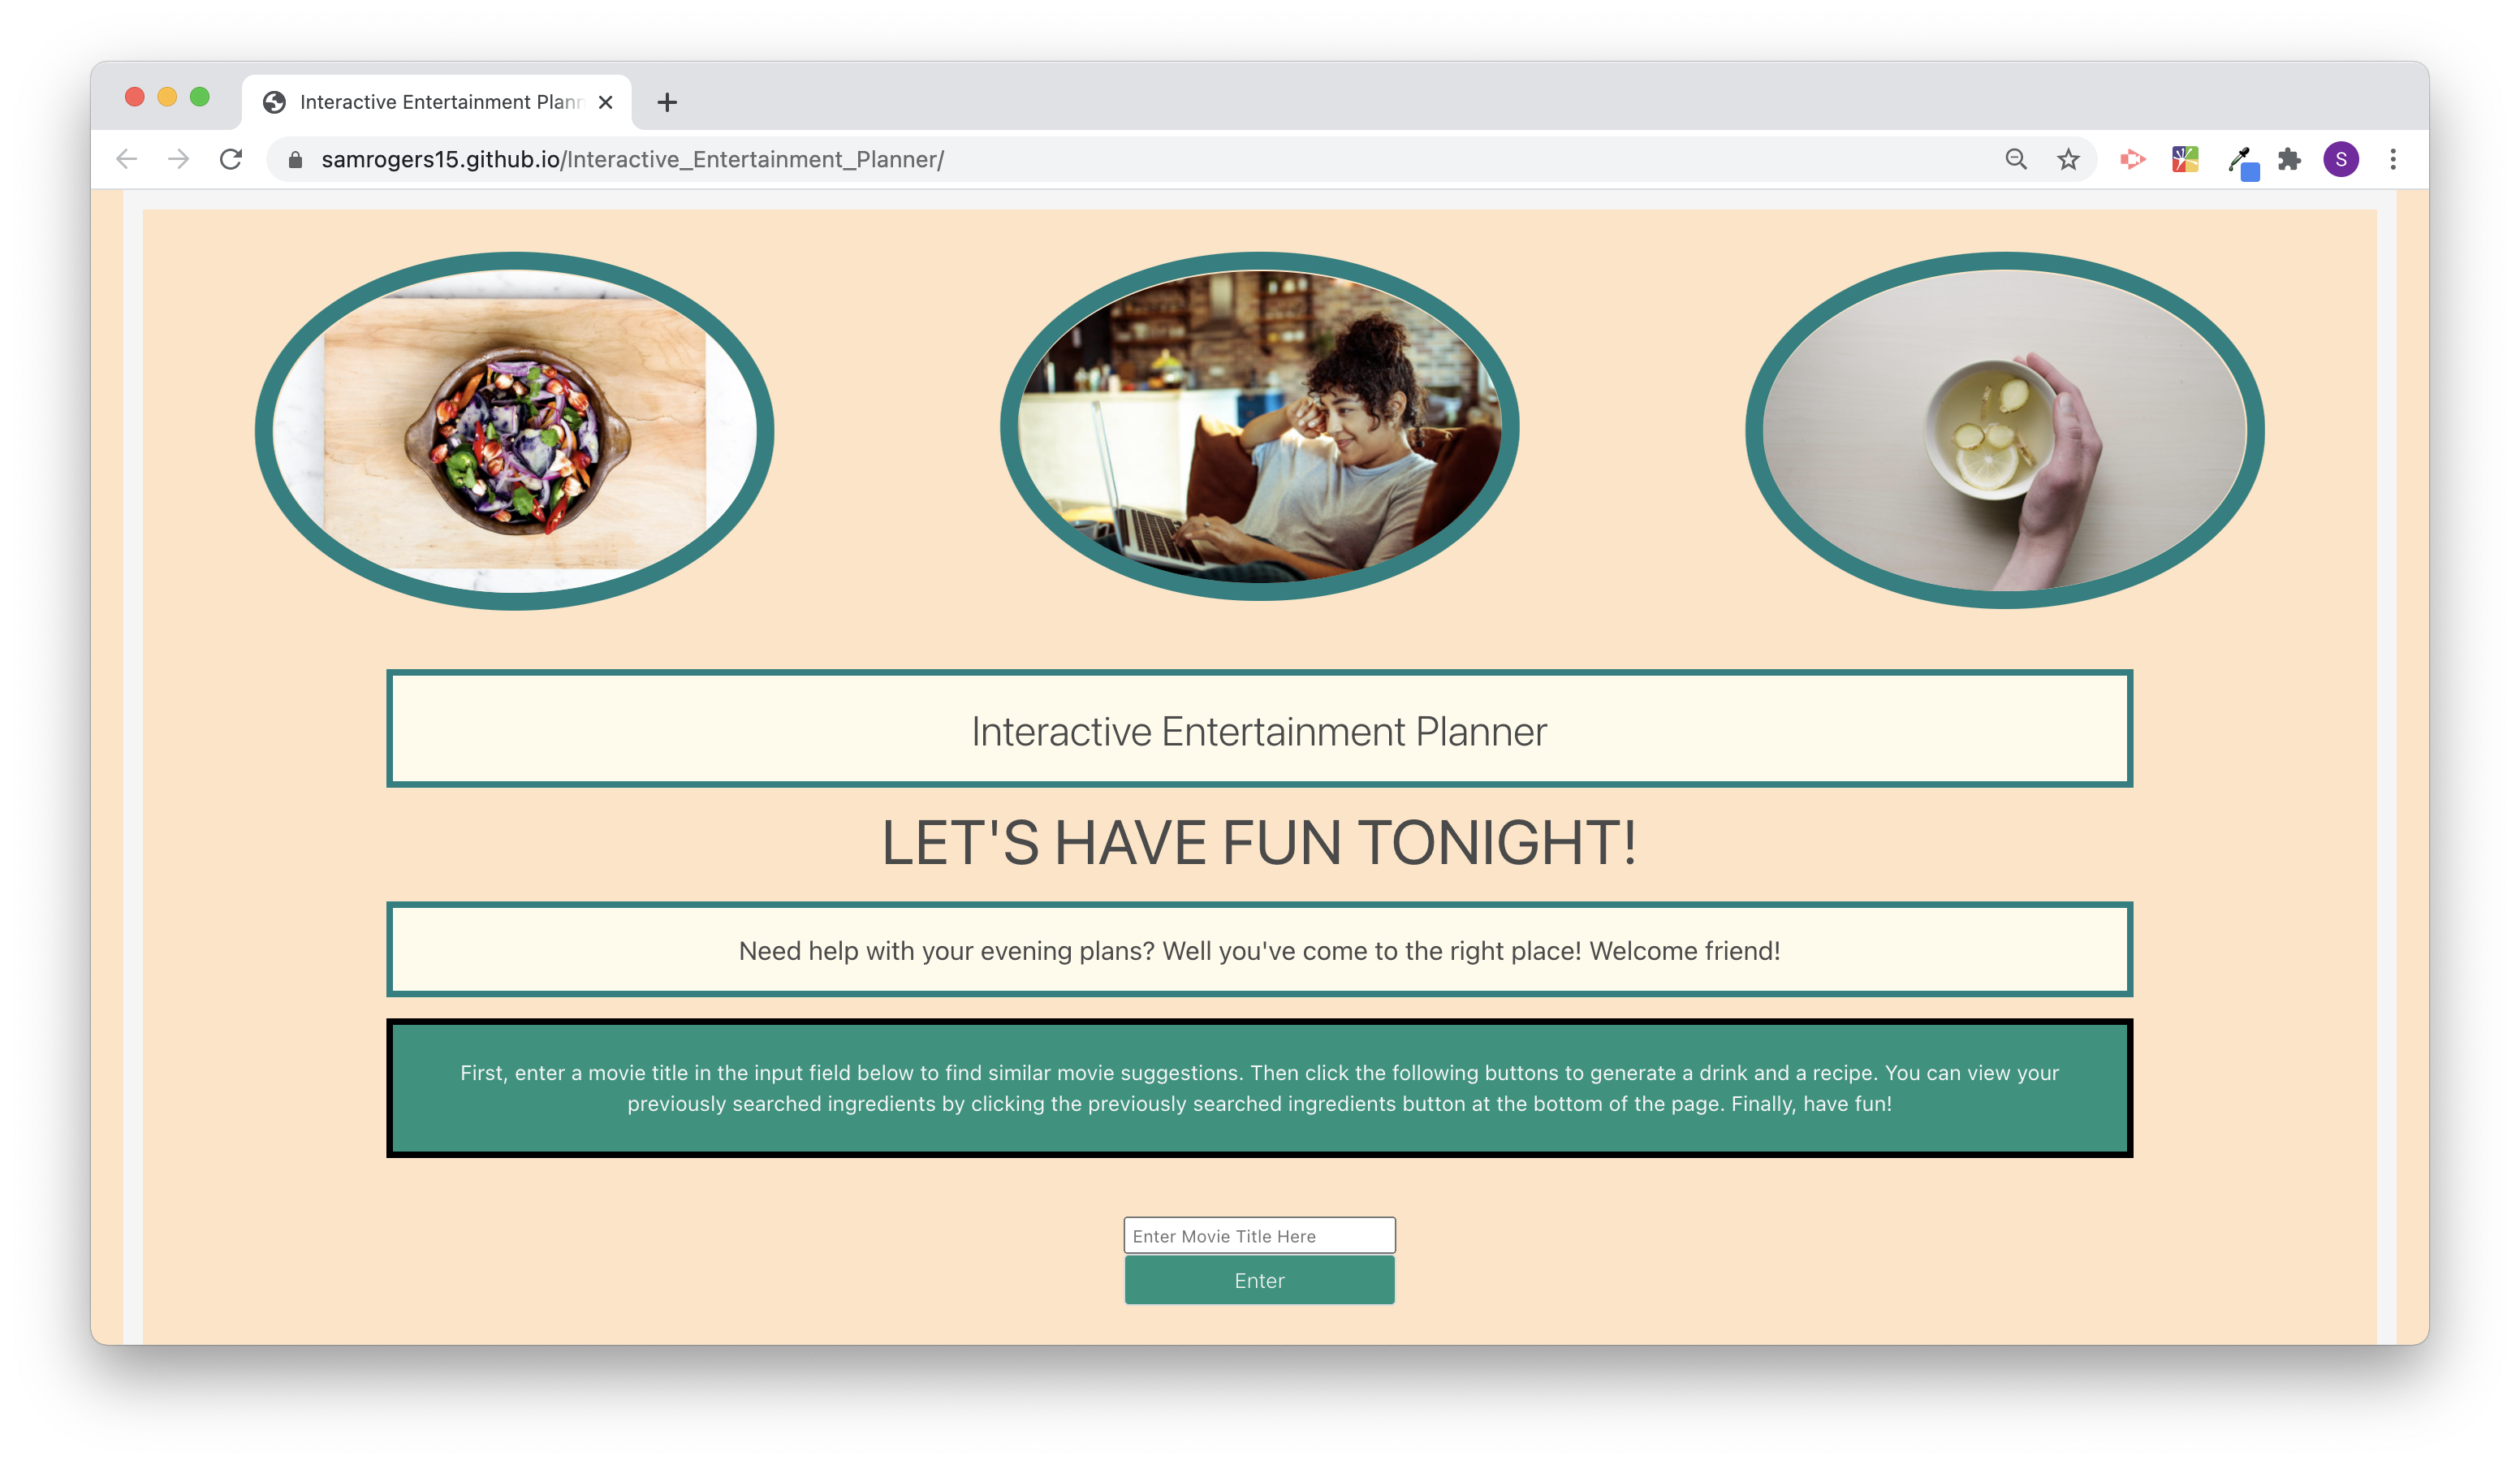 Interactive Entertainment Plann
samrogers15.github.io/Interactive_Entertainment_Planner/
S
Interactive Entertainment Planner
LET'S HAVE FUN TONIGHT!
Need help with your evening plans? Well you've come to the right place! Welcome friend!
First, enter a movie title in the input field below to find similar movie suggestions. Then click the following buttons to generate a drink and a recipe. You can view your
previously searched ingredients by clicking the previously searched ingredients button at the bottom of the page. Finally, have fun!
Enter Movie Title Here
Enter